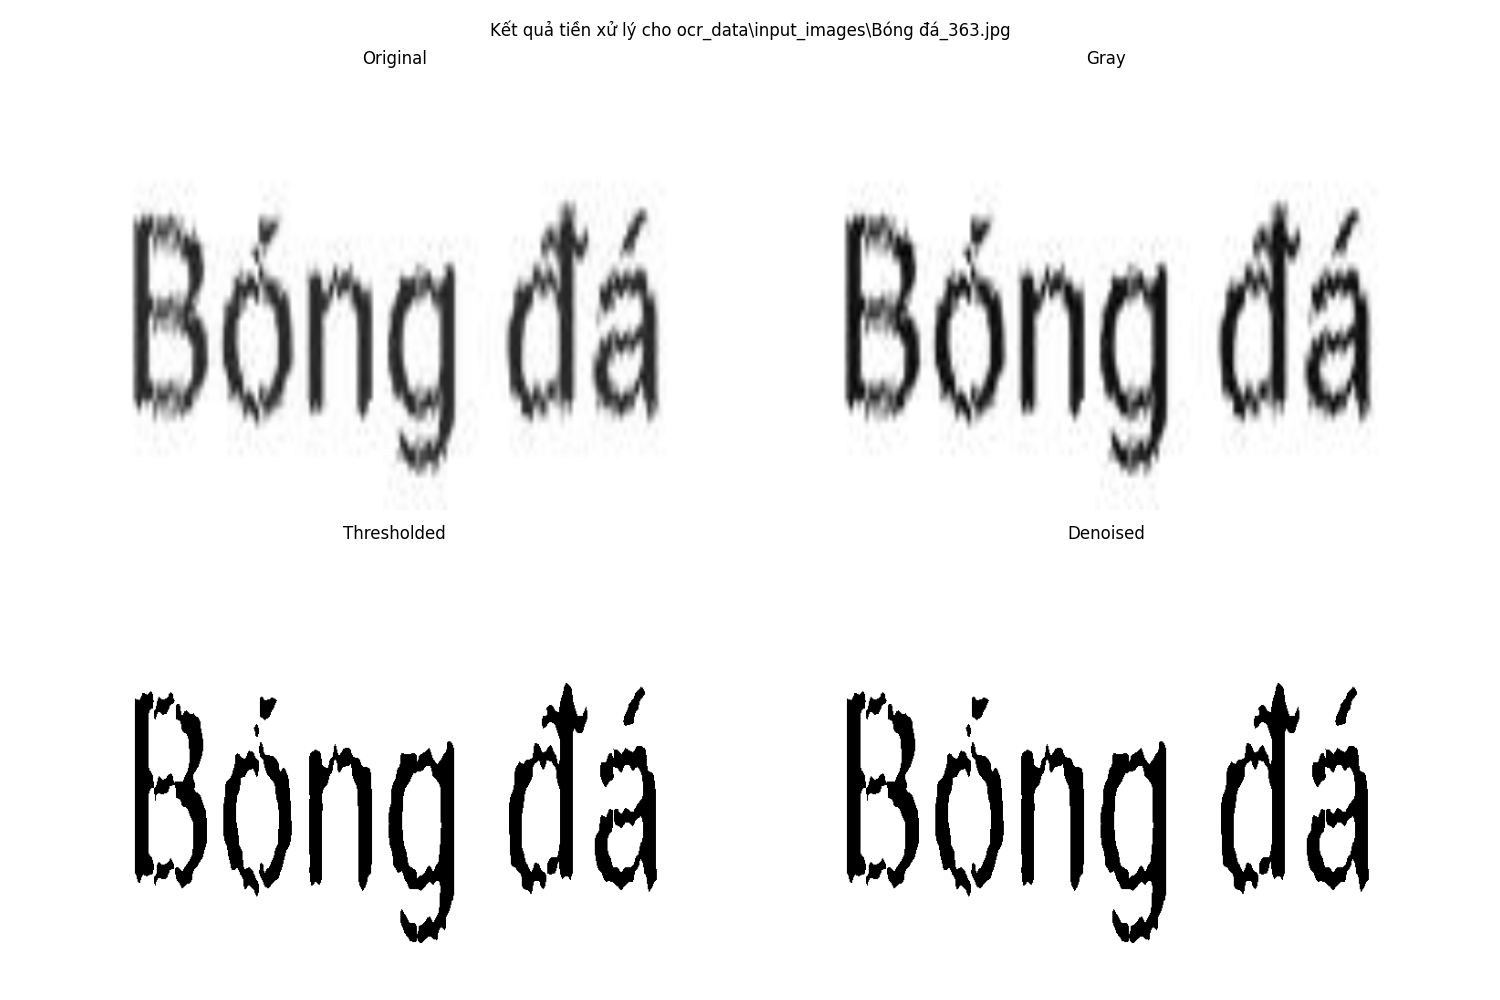 Kết quả tiền xử lý cho ocr_data\input_images\Bóng đá_363.jpg
Original
Gray
Bóng đá
Bóng đá
Thresholded
Denoised
Bóng đá
Bóng đá